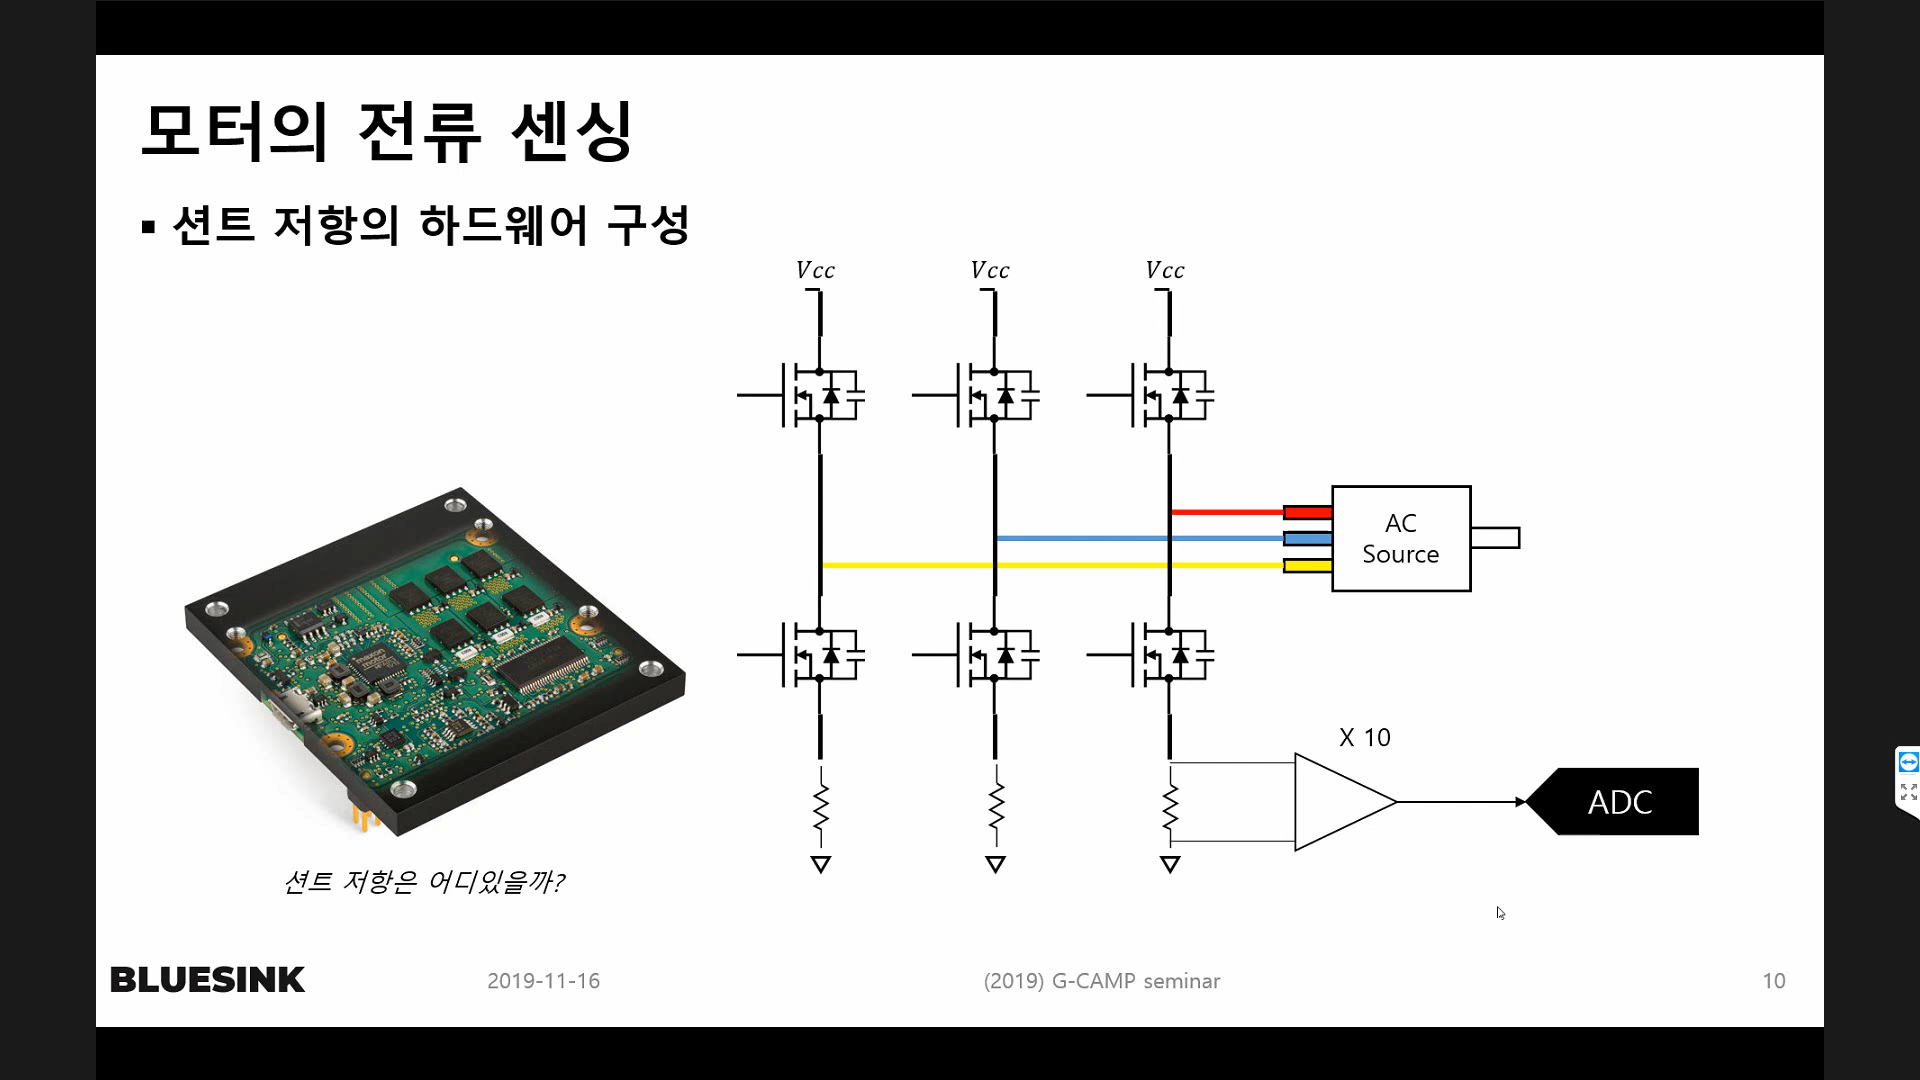 모터의 전류 센싱
▪ 션트 저항의 하드웨어 구성
Vcc Vcc Vcc
AC
Source
X 10
ADC
maxon
motor
션트 저항은 어디있을까?
BLUESINK
2019-11-16
(2019) G-CAMP seminar
10